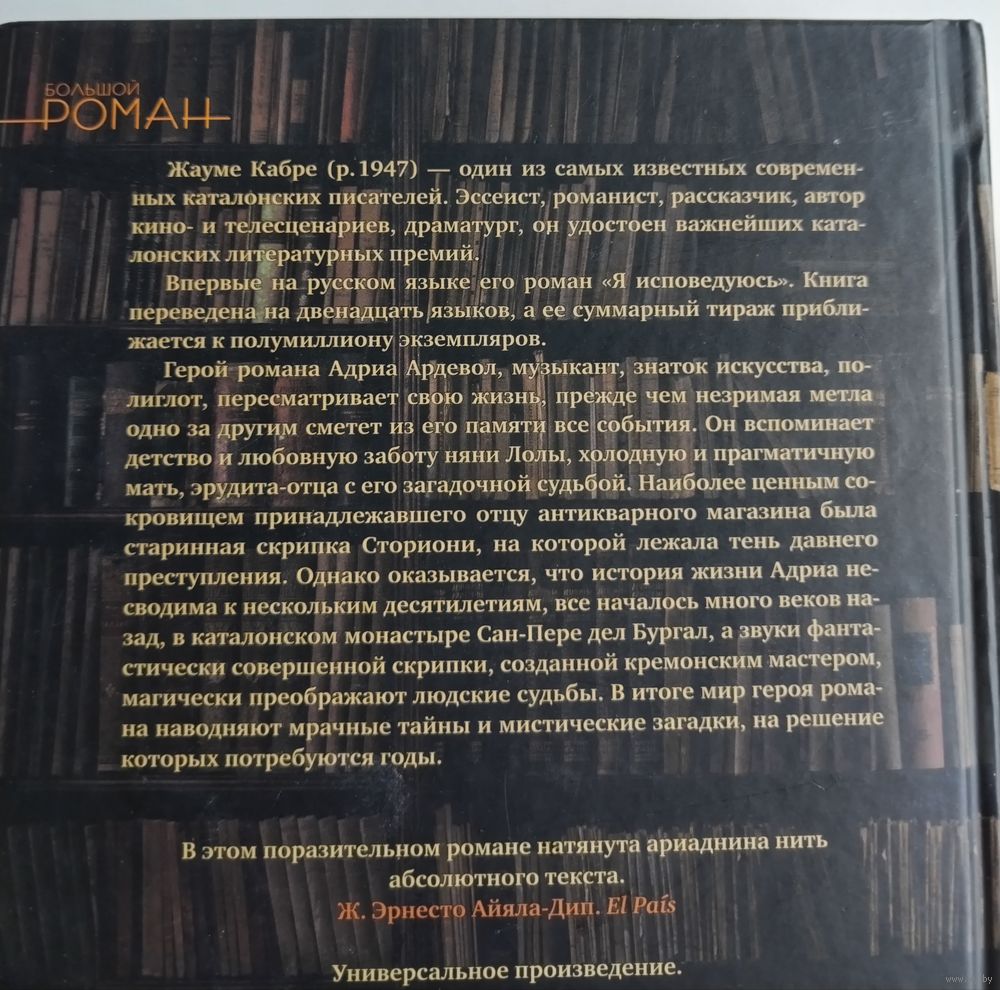 БОЛЬШОЙ
РОМАН
Жауме Кабре (р. 1947) — один из самых известных современ-
ных каталонских писателей. Эссеист, романист, рассказчик, автор
кино- и телесценариев, драматург, он удостоен важнейших ката-
лонских литературных премий.
Впервые на русском языке его роман «Я исповедуюсь». Книга
переведена на двенадцать языков, а ее суммарный тираж прибли-
жается к полумиллиону экземпляров.
Герой романа Адриа Ардевол, музыкант, знаток искусства, по-
лиглот, пересматривает свою жизнь, прежде чем незримая метла
одно за другим сметет из его памяти все события. Он вспоминает
детство и любовную заботу няни Лолы, холодную и прагматичную
мать, эрудита-отца с его загадочной судьбой. Наиболее ценным со-
кровищем принадлежавшего отцу антикварного магазина была
старинная скрипка Сториони, на которой лежала тень давнего
преступления. Однако оказывается, что история жизни Адриа не-
сводима к нескольким десятилетиям, все началось много веков на-
зад, в каталонском монастыре Сан-Пере дел Бургал, а звуки фанта-
стически совершенной скрипки, созданной кремонским мастером,
магически преображают людские судьбы. В итоге мир героя рома-
на наводняют мрачные тайны и мистические загадки, на решение
которых потребуются годы.
В этом поразительном романе натянута ариаднина нить
абсолютного текста.
Ж. Эрнесто Айяла-Дип. El País
Универсальное произведение.